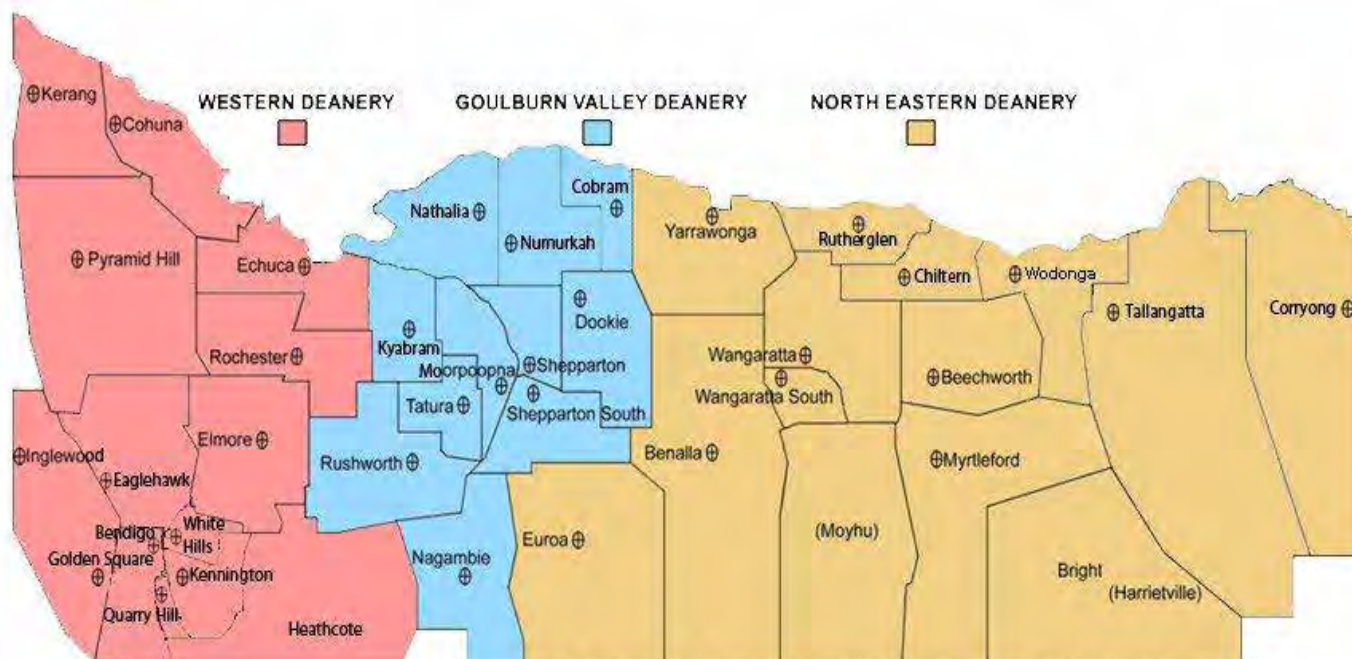 WESTERN DEANERY
GOULBURN VALLEY DEANERY
NORTH EASTERN DEANERY
Kerang
Cohuna
Pyramid Hill
Echuca
Rochester
Inglewood
Elmore
Eaglehawk
Bendigo
White
Hills
Golden Square
Kennington
Quarry Hill
Heathcote
Nathalia
Cobram
Numurkah
Dookie
Kyabram
Shepparton
Moorpoopna
Tatura
Shepparton South
Rushworth
Nagambie
Yarrawonga
Rutherglen
Chiltern
Wodonga
Tallangatta
Corryong
Wangaratta
Wangaratta South
Beechworth
Benalla
Myrtleford
Euroa
(Moyhu)
Bright
(Harrietville)